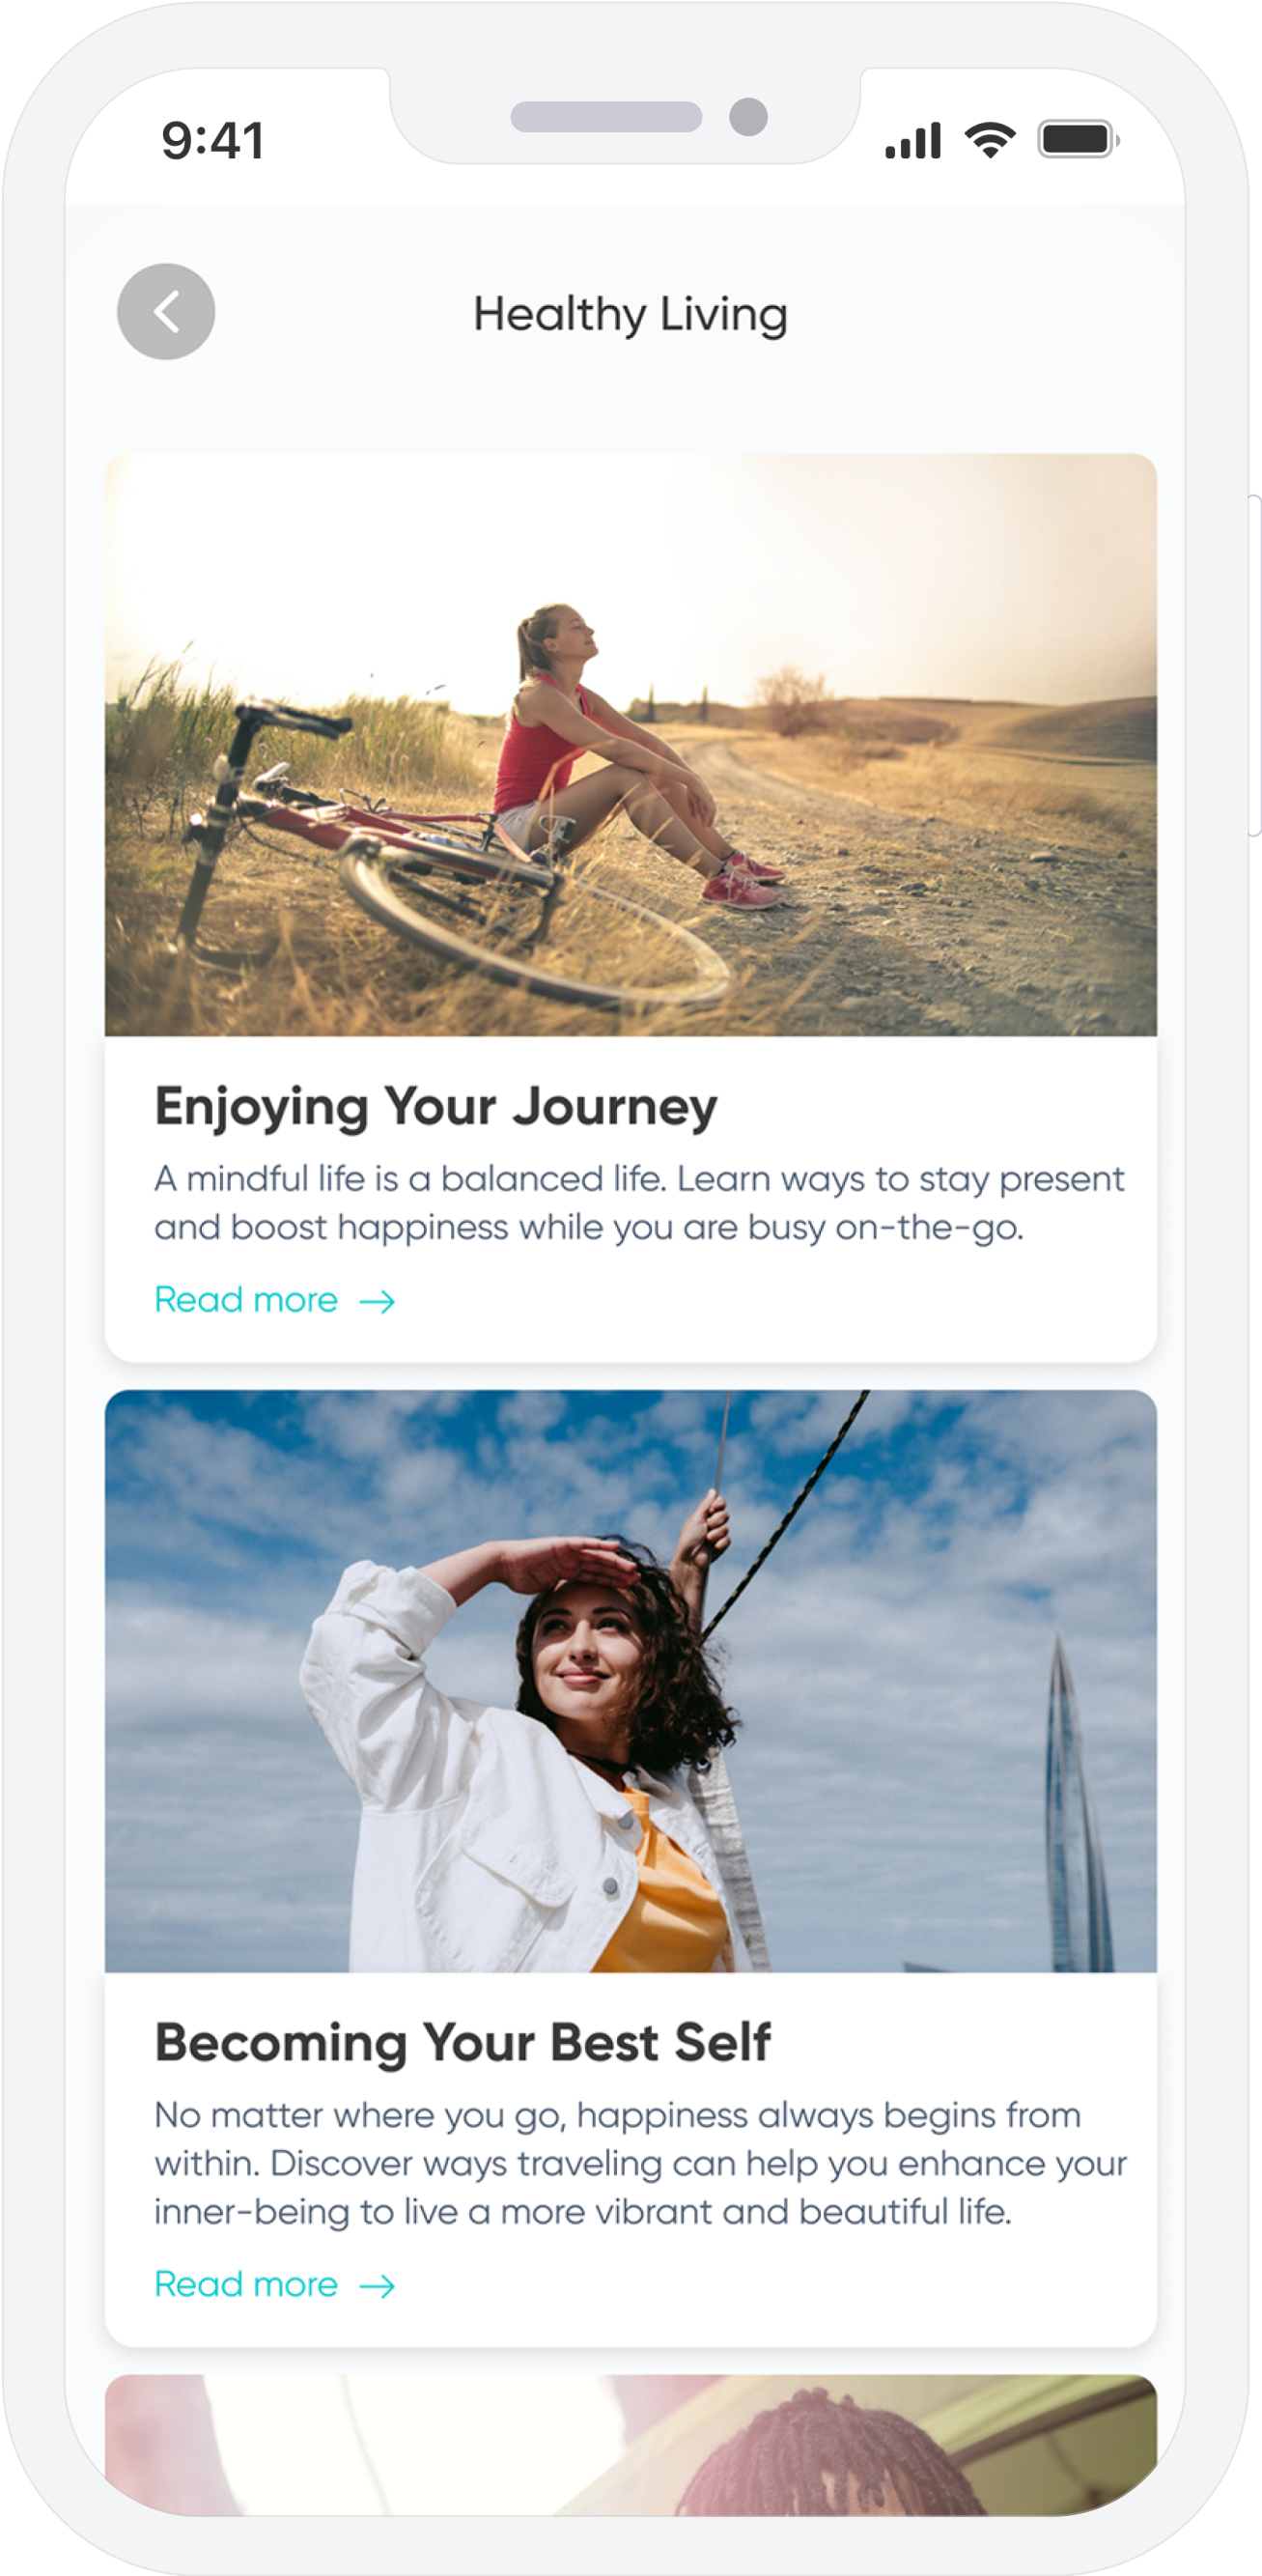 9:41
Healthy Living
Enjoying Your Journey
A mindful life is a balanced life. Learn ways to stay present
and boost happiness while you are busy on-the-go.
Read more →
Becoming Your Best Self
No matter where you go, happiness always begins from
within. Discover ways traveling can help you enhance your
inner-being to live a more vibrant and beautiful life.
Read more →